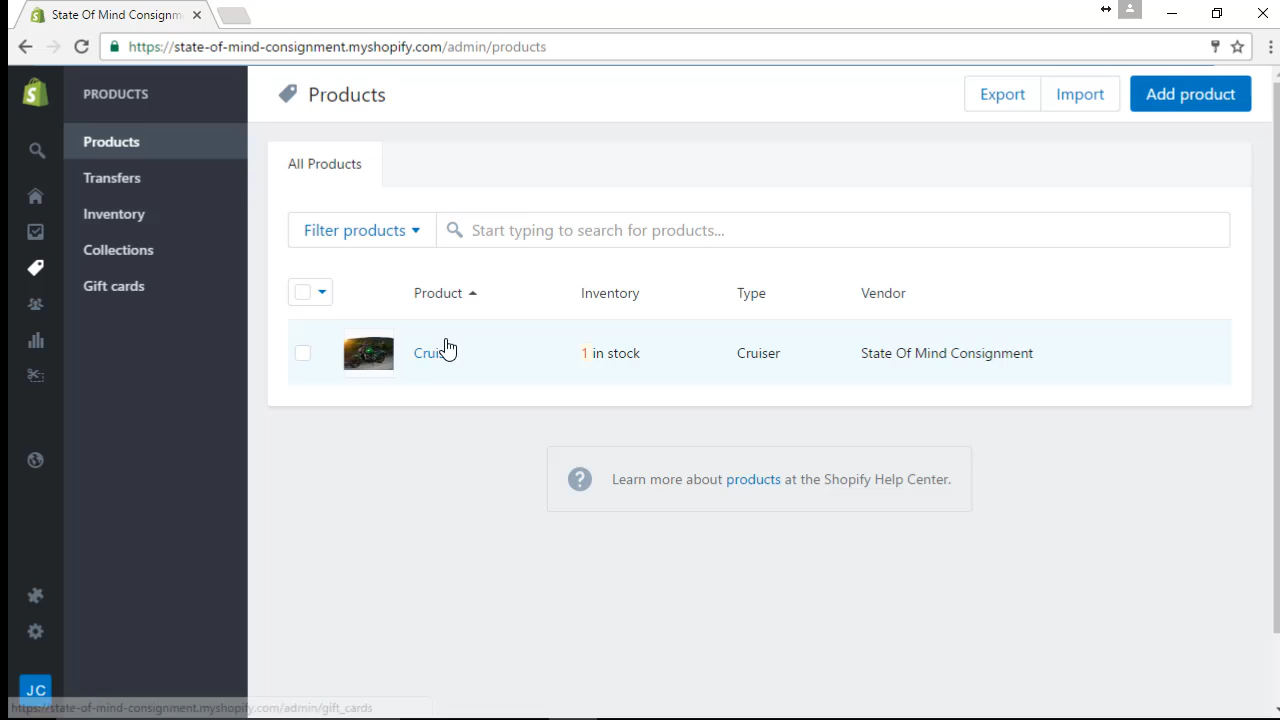 State Of Mind Consignm
https://state-of-mind-consignment.myshopify.com/admin/products
PRODUCTS
Products
Transfers
Inventory
Collections
Gift cards
JC
Products
Export
Import
Add product
All Products
Filter products
Start typing to search for products...
Product
Inventory
Type
Vendor
1 in stock
Cruiser
State Of Mind Consignment
? Learn more about products at the Shopify Help Center.
https://state-of-mind-consignment.myshopify.com/admin/gift_cards